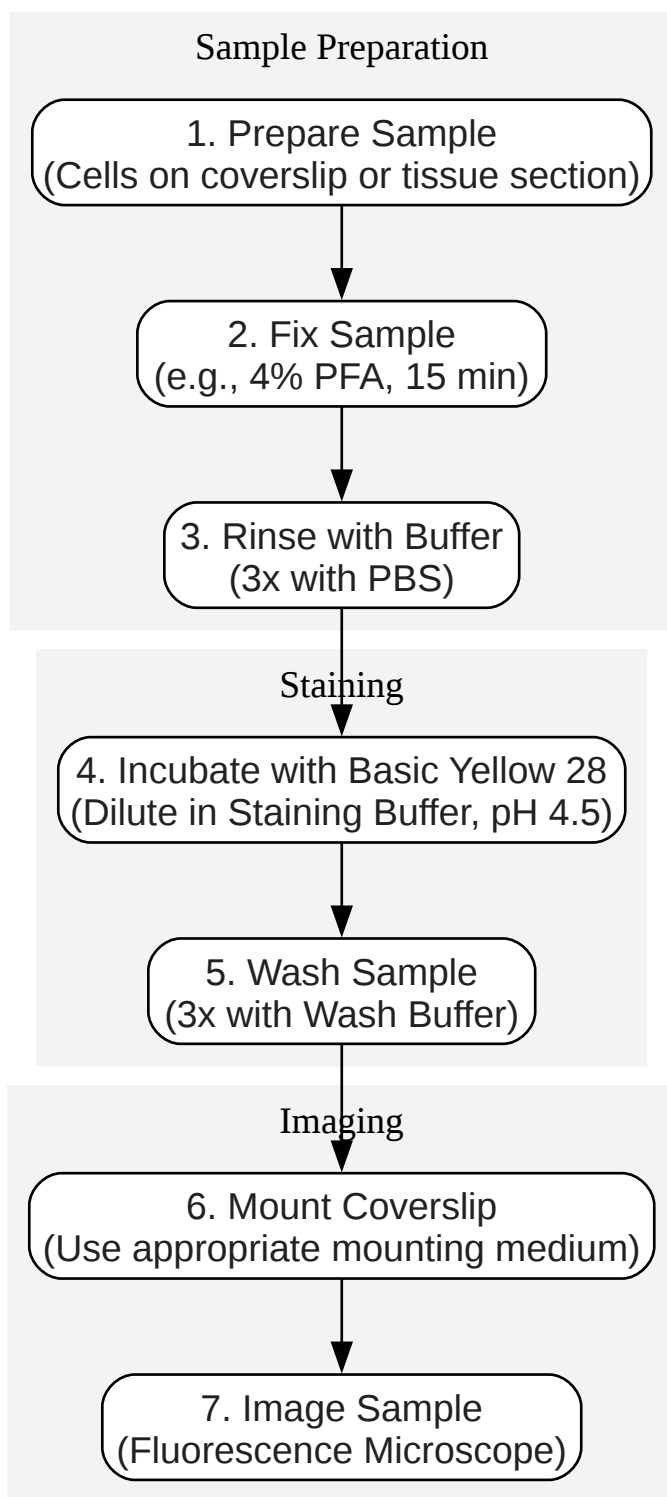 Sample Preparation
1. Prepare Sample
(Cells on coverslip or tissue section)
2. Fix Sample
(e.g., 4% PFA, 15 min)
3. Rinse with Buffer
(3x with PBS)
Staining
4. Incubate with Basic Yellow 28
(Dilute in Staining Buffer, pH 4.5)
5. Wash Sample
(3x with Wash Buffer)
Imaging
6. Mount Coverslip
(Use appropriate mounting medium)
7. Image Sample
(Fluorescence Microscope)